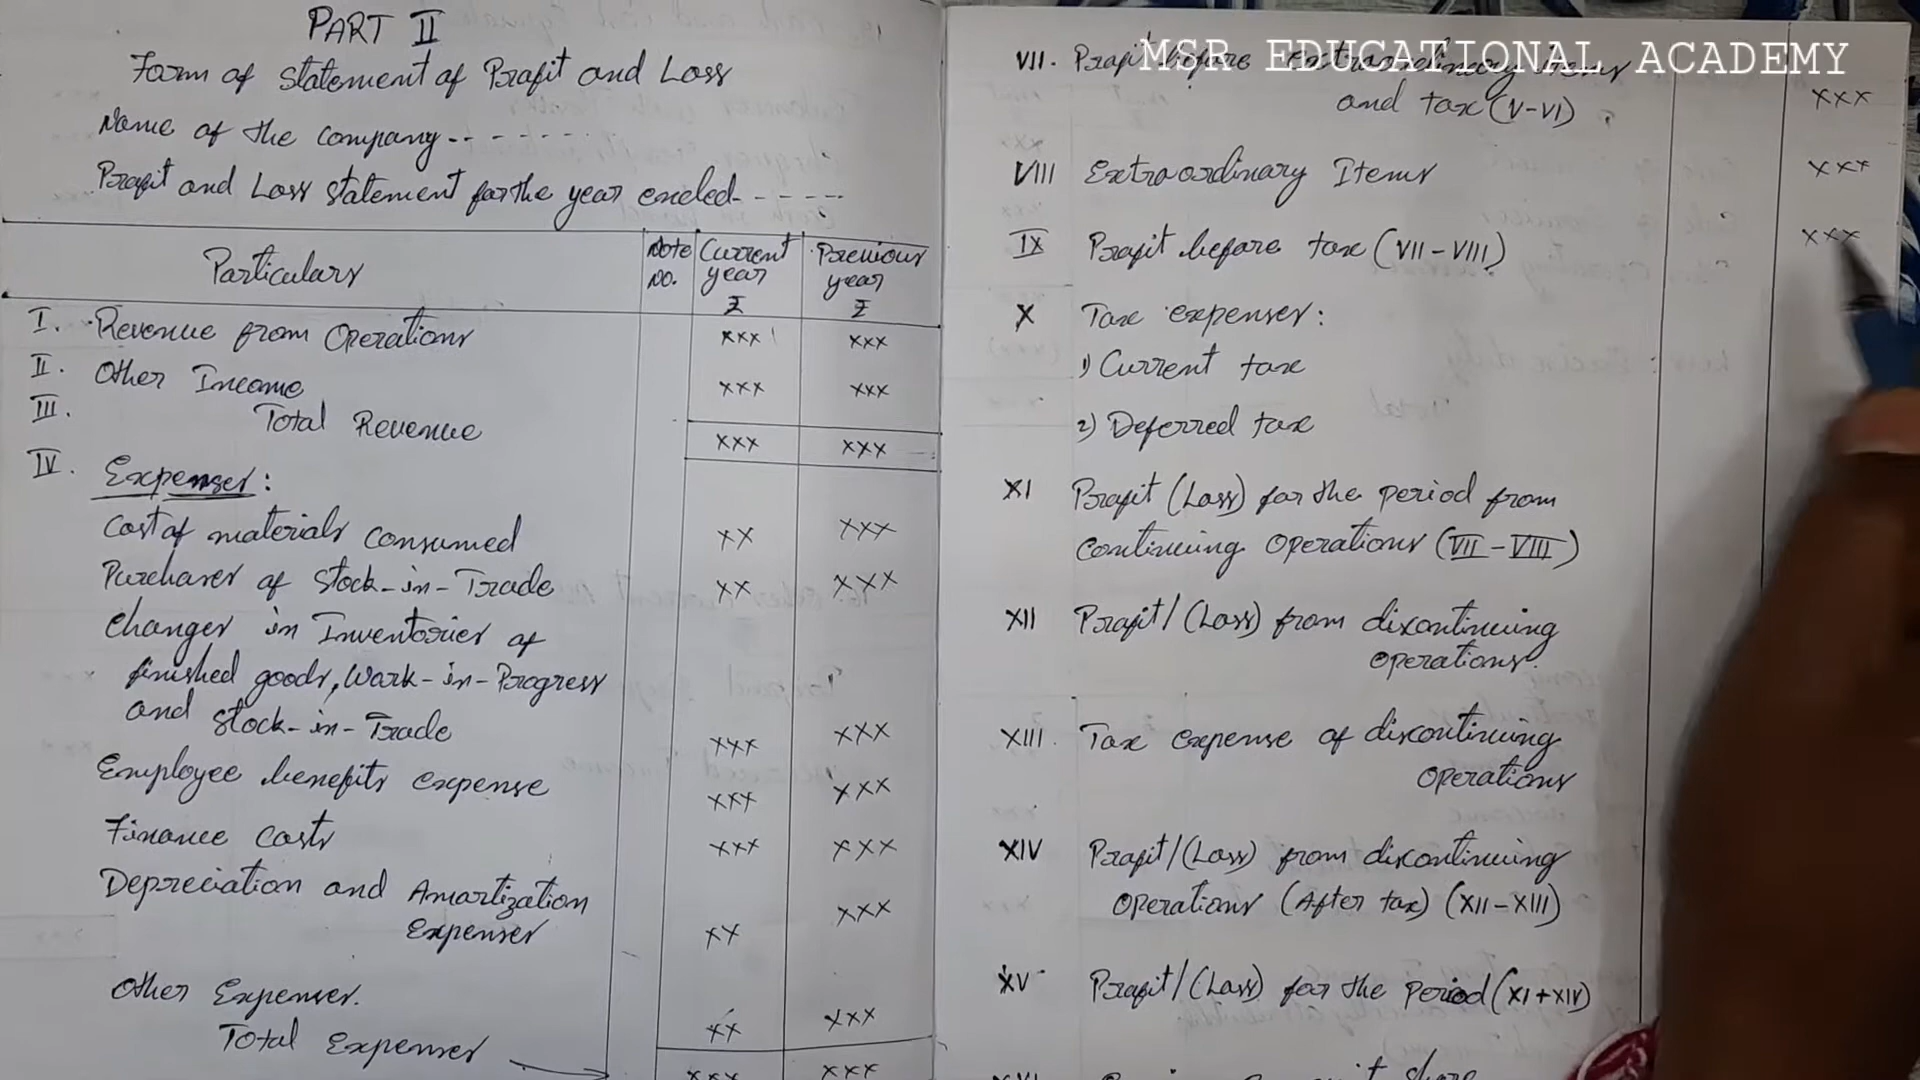 PART II
Form of Statement of Profit and Loss
Name of the company-- - - - - - -
Profit and Loss statement for the year ended- - - - - -
Particulars
Note No.
Current year ₹
Previous year ₹
I. Revenue from Operations xxx xxx
II. Other Income xxx xxx
III. Total Revenue xxx xxx
IV. Expenses:
Cost of materials consumed xx xxx
Purchases of Stock-in-Trade xx xxx
Changes in Inventories of
finished goods, Work-in-Progress
and Stock-in-Trade xxx xxx
Employee benefits expense xxx xxx
Finance Costs xxx xxx
Depreciation and Amortization
Expenses xx xxx
Other Expenses. xx xxx
Total Expenses xxx xxx
MSR EDUCATIONAL ACADEMY
VII. Profit before extraordinary items
and tax (V-VI) xxx
VIII Extraordinary Items xxx
IX Profit before tax (VII-VIII) xxx
X Tax expenses:
1) Current tax
2) Deferred tax
XI Profit (Loss) for the period from
continuing operations (VII-VIII)
XII Profit/(Loss) from discontinuing
operations.
XIII. Tax expense of discontinuing
operations
XIV Profit/(Loss) from discontinuing
operations (After tax) (XII-XIII)
XV Profit/(Loss) for the period (XI+XIV)